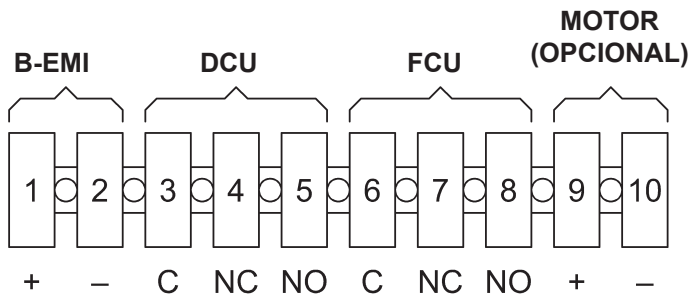 MOTOR
B-EMI DCU FCU (OPCIONAL)
1 2 3 4 5 6 7 8 9 10
+ – C NC NO C NC NO + –